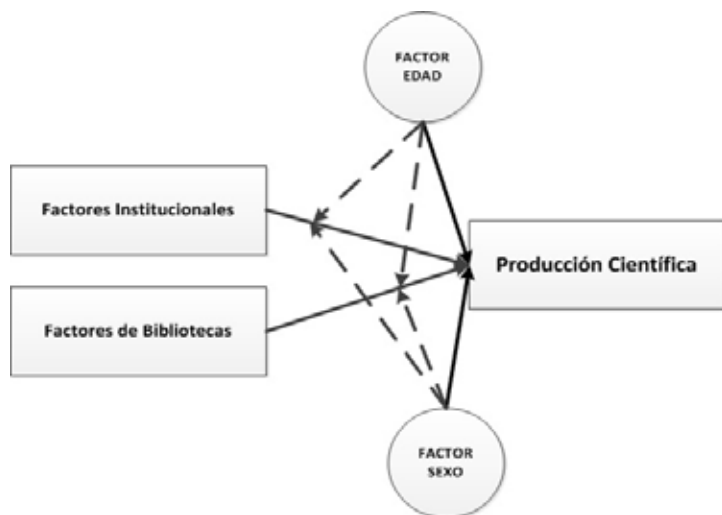 FACTOR
EDAD
Factores Institucionales
Producción Científica
Factores de Bibliotecas
FACTOR
SEXO